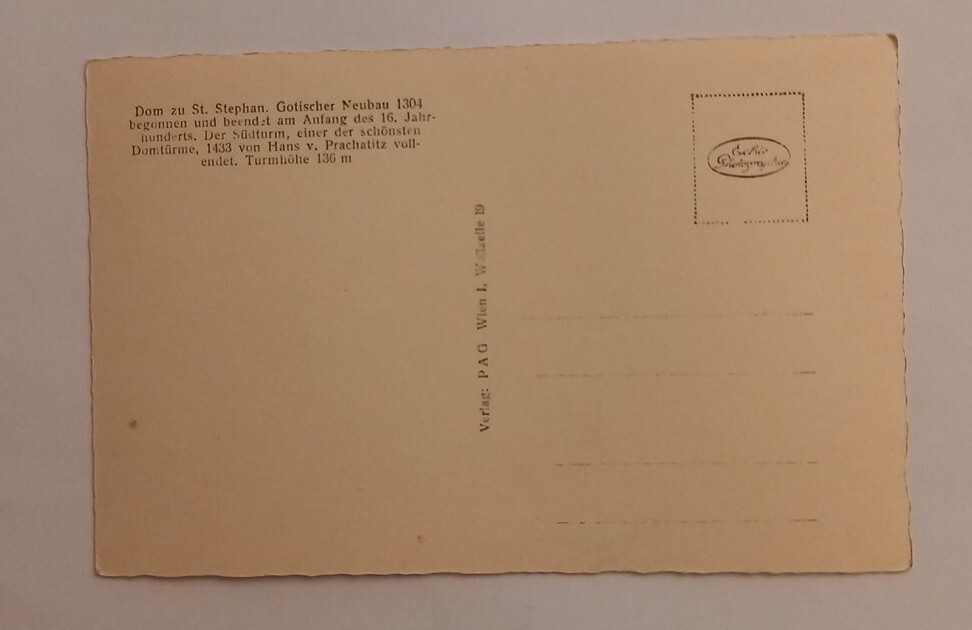 Dom zu St. Stephan. Gotischer Neubau 1304
begonnen und beendet am Anfang des 16. Jahr-
hunderts. Der Südturm, einer der schönsten
Domtürme, 1433 von Hans v. Prachatitz voll-
endet. Turmhöhe 136 m
Verlag: PAG Wien I, Wollzeile 19
Echte
Photographie